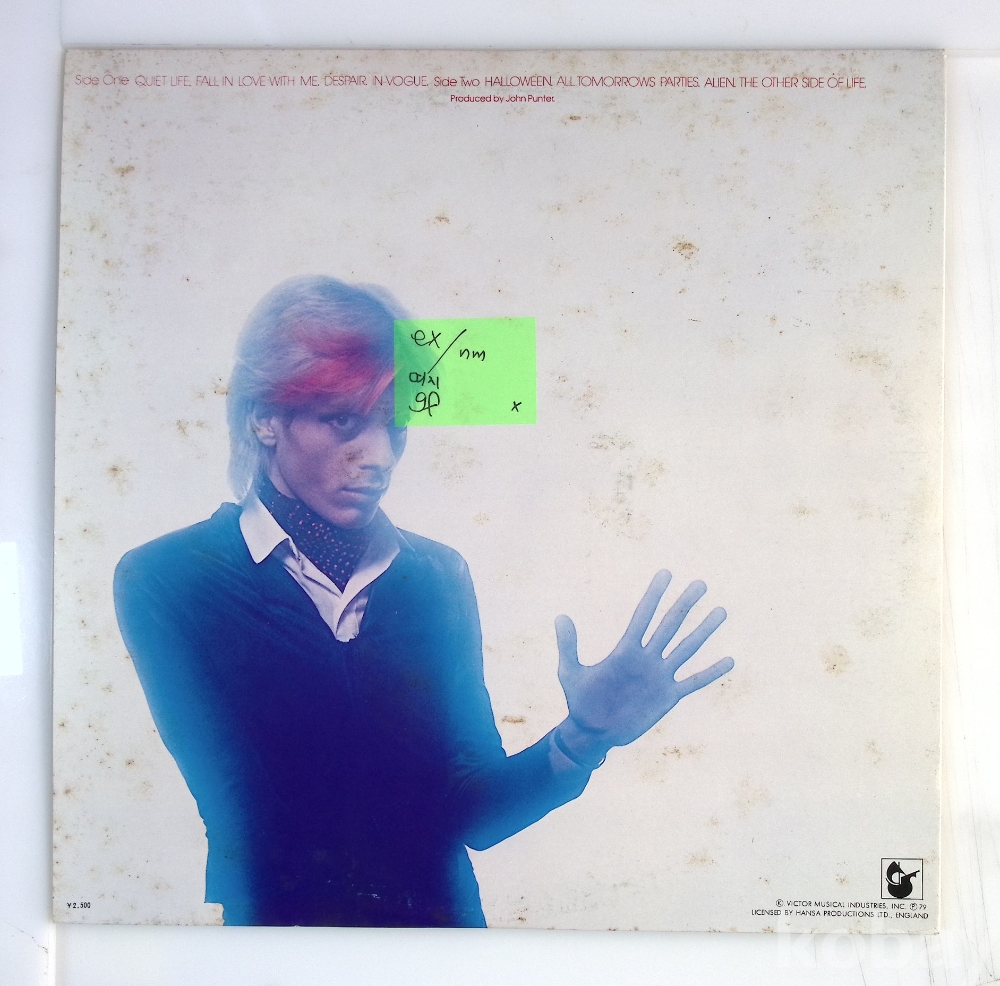 Side One QUIET LIFE. FALL IN LOVE WITH ME. DESPAIR. IN-VOGUE. Side Two HALLOWEEN. ALL TOMORROWS PARTIES. ALIEN. THE OTHER SIDE OF LIFE.
Produced by John Punter.
ex/nm
x
¥2,500
© VICTOR MUSICAL INDUSTRIES, INC. ℗ 79
LICENSED BY HANSA PRODUCTIONS LTD., ENGLAND